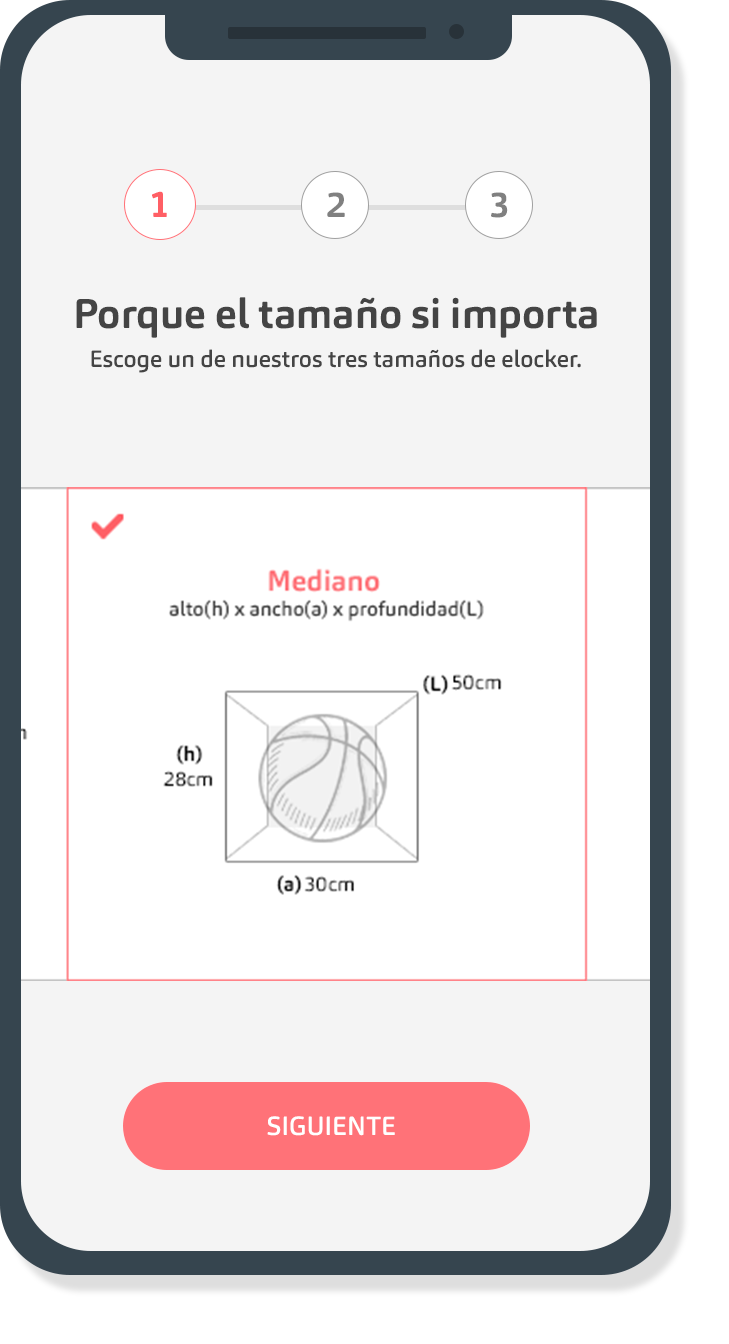 1 2 3
Porque el tamaño si importa
Escoge un de nuestros tres tamaños de elocker.
Mediano
alto(h) x ancho(a) x profundidad(L)
(L) 50cm
(h)
28cm
(a) 30cm
SIGUIENTE